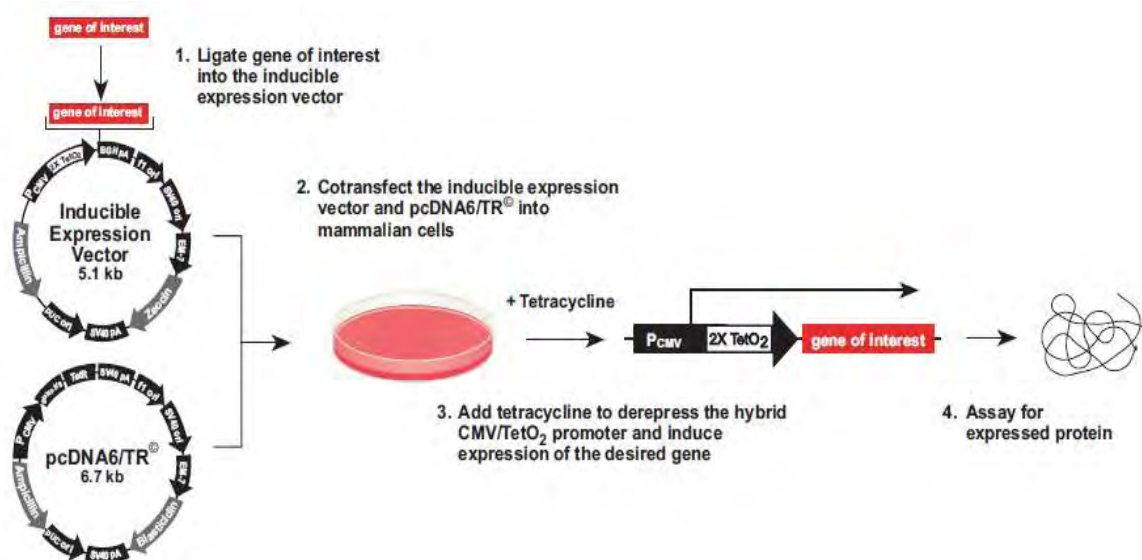 gene of interest
1. Ligate gene of interest
into the inducible
expression vector
gene of interest
PCMV
2X TetO₂
BGH pA
f1 ori
SV40 ori
EM-7
Zeocin
SV40 pA
pUC ori
Ampicillin
Inducible
Expression
Vector
5.1 kb
2. Cotransfect the inducible expression
vector and pcDNA6/TR©into
mammalian cells
+ Tetracycline
PCMV
2X TetO₂
gene of interest
3. Add tetracycline to derepress the hybrid
CMV/TetO₂ promoter and induce
expression of the desired gene
4. Assay for
expressed protein
PCMV
TetR
SV40 pA
f1 ori
SV40 ori
EM-7
Blasticidin
SV40 pA
pUC ori
Ampicillin
pcDNA6/TR©
6.7 kb